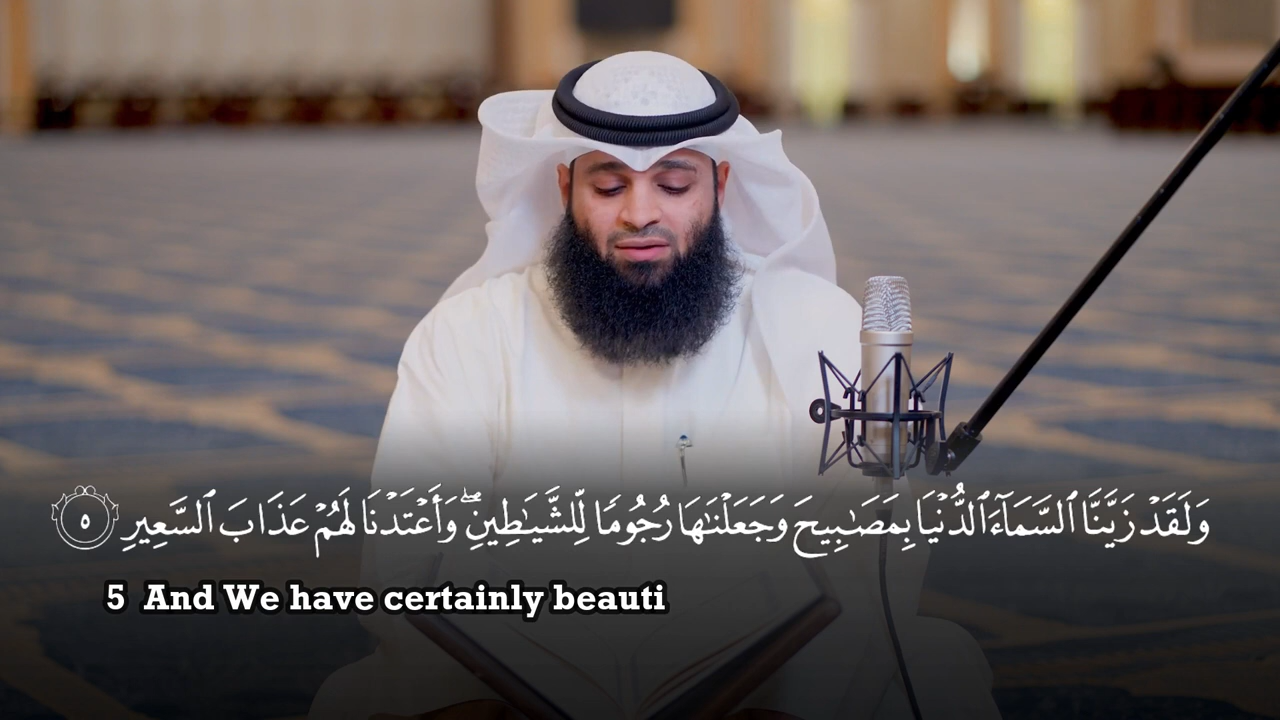 وَلَقَدْ زَيَّنَّا ٱلسَّمَآءَ ٱلدُّنْيَا بِمَصَـٰبِيحَ وَجَعَلْنَـٰهَا رُجُومًا لِّلشَّيَـٰطِينِ ۖ وَأَعْتَدْنَا لَهُمْ عَذَابَ ٱلسَّعِيرِ ٥
5 And We have certainly beauti